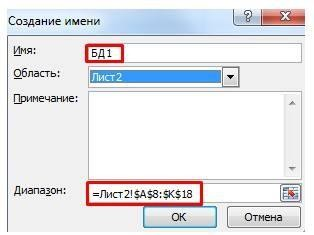 Создание имени
Имя: БД1
Область: Лист2
Примечание:
Диапазон: =Лист2!$A$8:$K$18
ОК Отмена